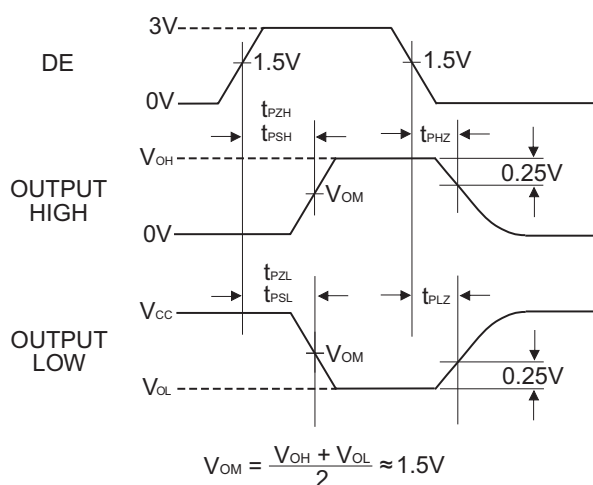 3V
DE
1.5V
1.5V
0V
tPZH
tPSH
tPHZ
VOH
0.25V
OUTPUT
HIGH
VOM
0V
tPZL
tPSL
tPLZ
VCC
OUTPUT
LOW
VOM
0.25V
VOL
VOM = VOH + VOL / 2 ≈ 1.5V